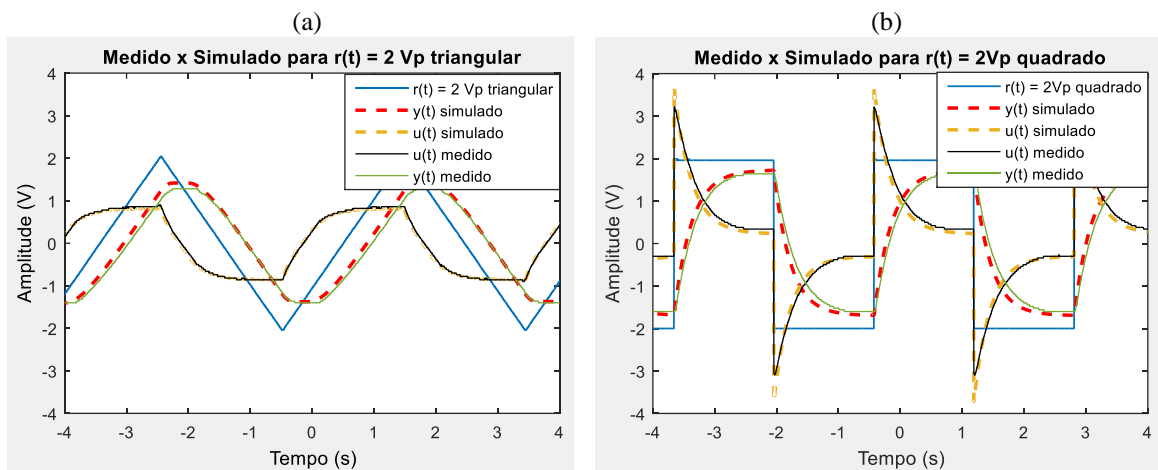 (a)
Medido x Simulado para r(t) = 2 Vp triangular
4
3
2
1
0
-1
-2
-3
-4
Amplitude (V)
-4 -3 -2 -1 0 1 2 3 4
Tempo (s)
r(t) = 2 Vp triangular
y(t) simulado
u(t) simulado
u(t) medido
y(t) medido
(b)
Medido x Simulado para r(t) = 2Vp quadrado
4
3
2
1
0
-1
-2
-3
-4
Amplitude (V)
-4 -3 -2 -1 0 1 2 3 4
Tempo (s)
r(t) = 2Vp quadrado
y(t) simulado
u(t) simulado
u(t) medido
y(t) medido